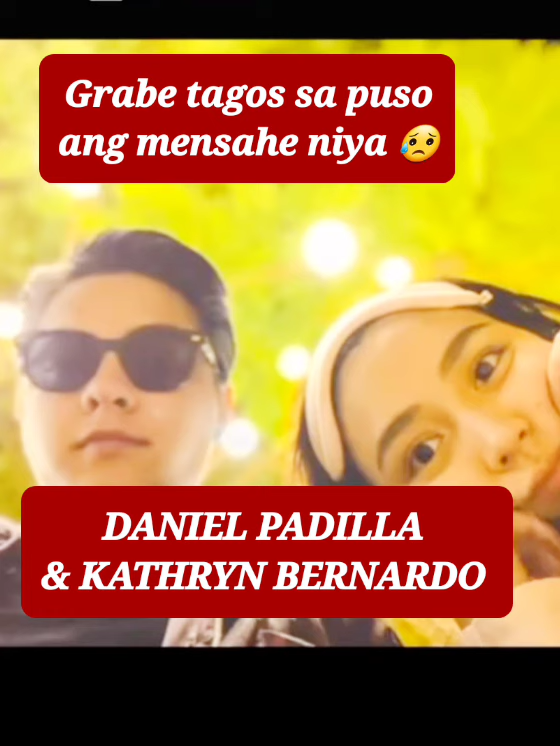 Grabe tagos sa puso
ang mensahe niya 😥
DANIEL PADILLA
& KATHRYN BERNARDO